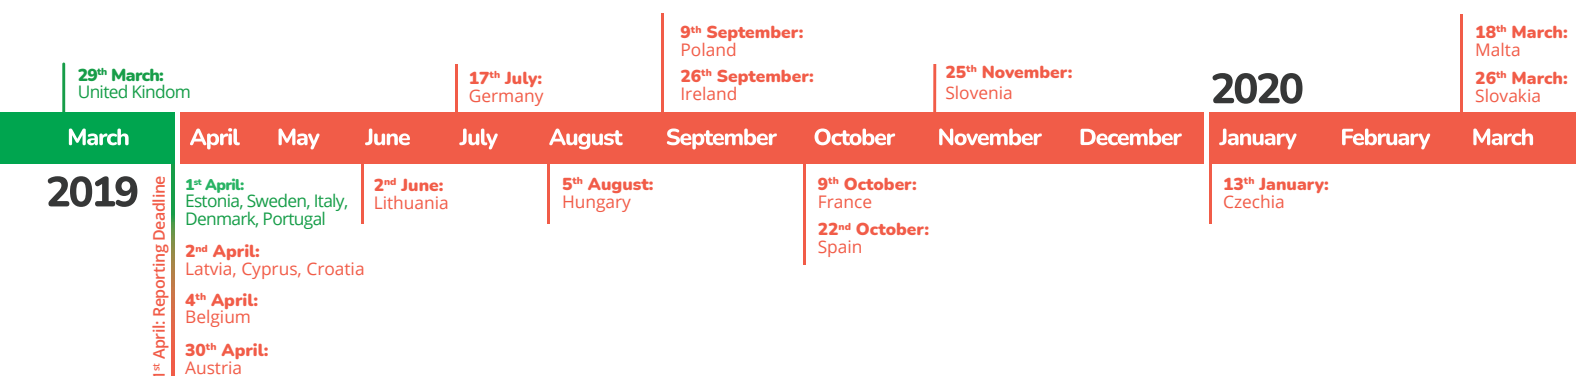 29th March:
United Kindom
17th July:
Germany
9th September:
Poland
26th September:
Ireland
25th November:
Slovenia
2020
18th March:
Malta
26th March:
Slovakia
March April May June July August September October November December January February March
2019
1st April: Reporting Deadline
1st April:
Estonia, Sweden, Italy,
Denmark, Portugal
2nd April:
Latvia, Cyprus, Croatia
4th April:
Belgium
30th April:
Austria
2nd June:
Lithuania
5th August:
Hungary
9th October:
France
22nd October:
Spain
13th January:
Czechia